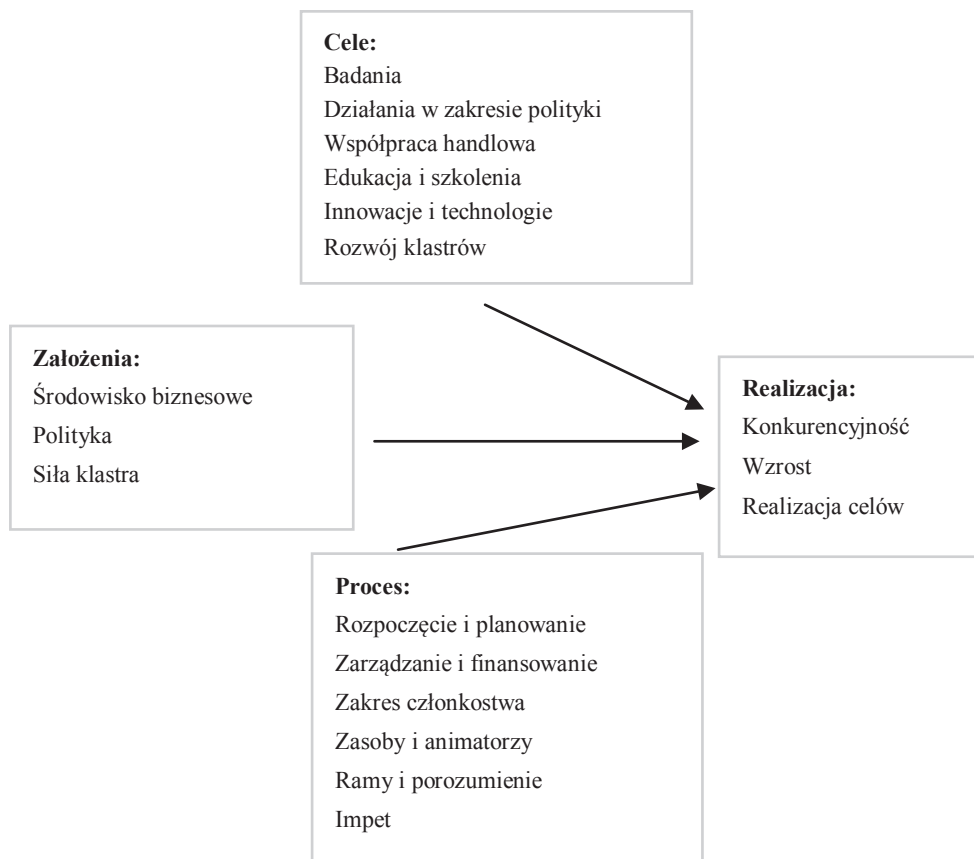 Cele:
Badania
Działania w zakresie polityki
Współpraca handlowa
Edukacja i szkolenia
Innowacje i technologie
Rozwój klastrów
Założenia:
Środowisko biznesowe
Polityka
Siła klastra
Realizacja:
Konkurencyjność
Wzrost
Realizacja celów
Proces:
Rozpoczęcie i planowanie
Zarządzanie i finansowanie
Zakres członkostwa
Zasoby i animatorzy
Ramy i porozumienie
Impet